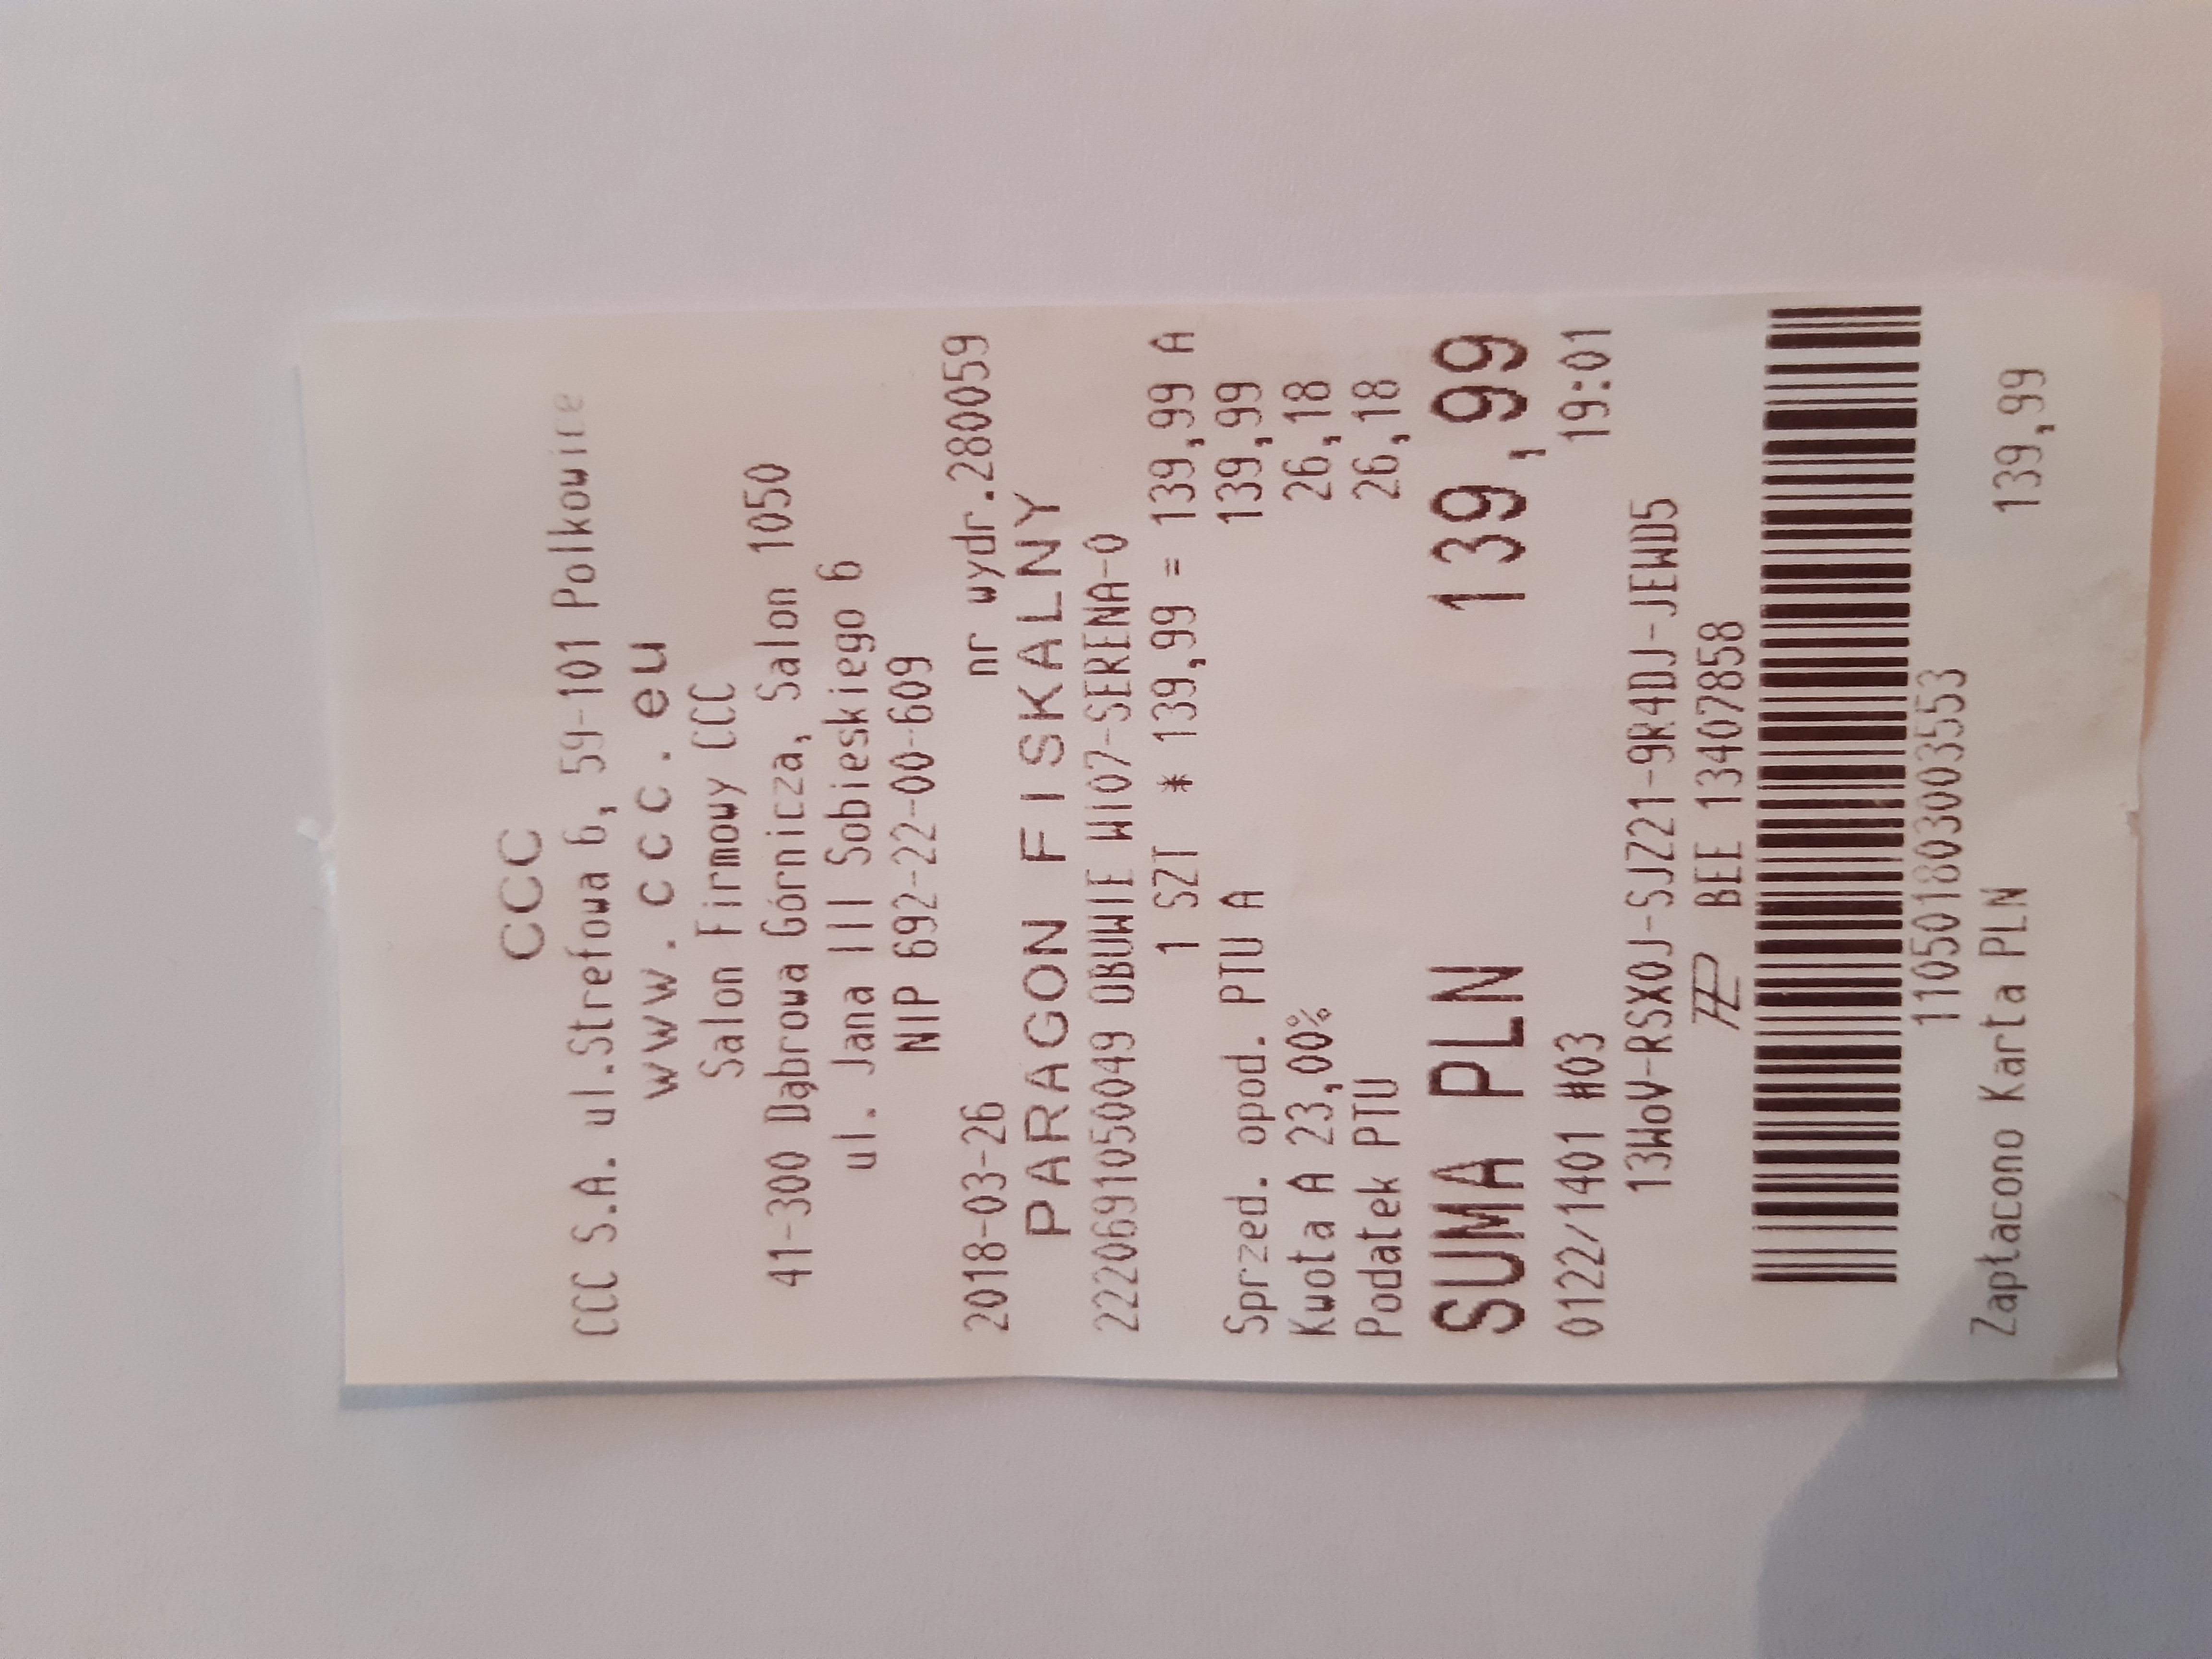 CCC
CCC S.A. ul.Strefowa 6, 59-101 Polkowice
www.ccc.eu
Salon Firmowy CCC
41-300 Dąbrowa Górnicza, Salon 1050
ul. Jana III Sobieskiego 6
NIP 692-22-00-609
2018-03-26 nr wydr.280059
PARAGON FISKALNY
2220691050049 OBUWIE WI07-SERENA-0
1 SZT * 139,99 = 139,99 A
Sprzed. opod. PTU A 139,99
Kwota A 23,00% 26,18
Podatek PTU 26,18
SUMA PLN 139,99
0122/1401 #03 19:01
13WoV-RSX0J-SJZ21-9R4DJ-JEWD5
BEE 13407858
110501803003553
Zapłacono Karta PLN 139,99